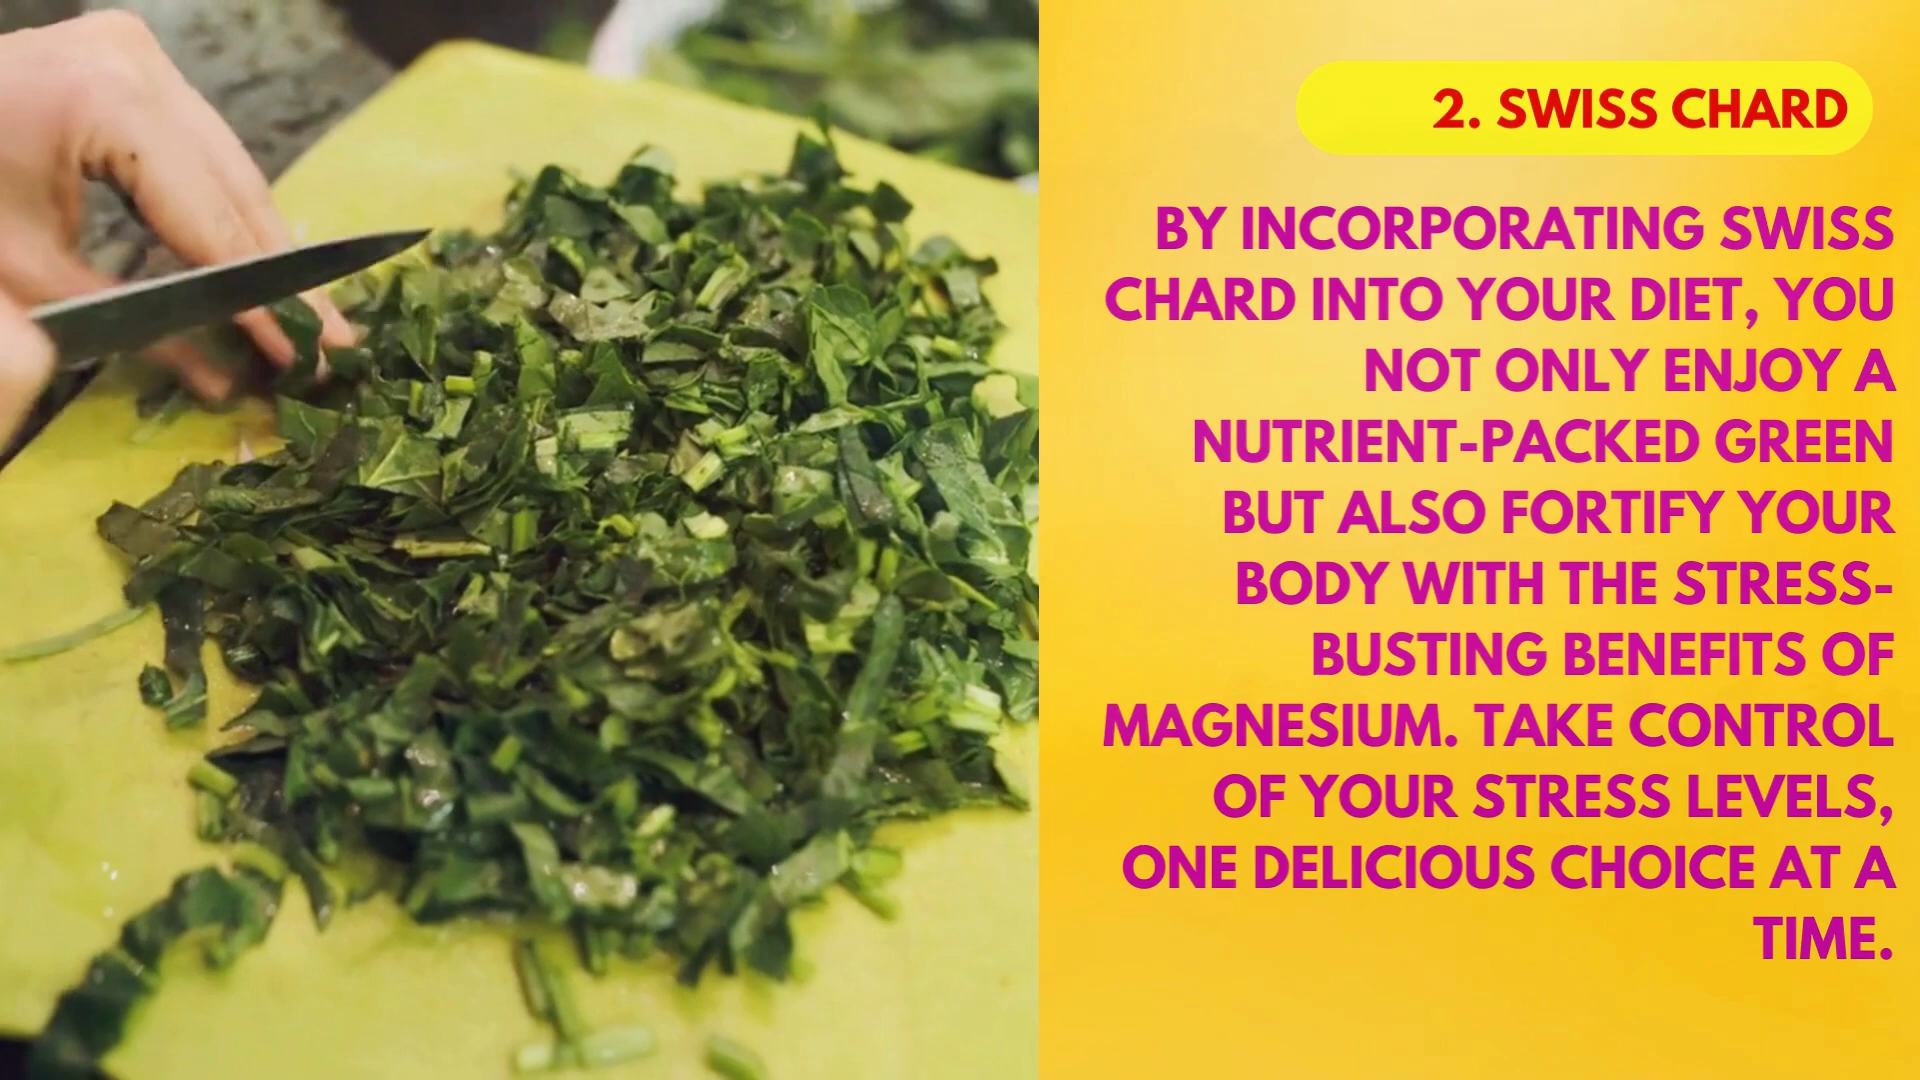 2. SWISS CHARD
BY INCORPORATING SWISS
CHARD INTO YOUR DIET, YOU
NOT ONLY ENJOY A
NUTRIENT-PACKED GREEN
BUT ALSO FORTIFY YOUR
BODY WITH THE STRESS-
BUSTING BENEFITS OF
MAGNESIUM. TAKE CONTROL
OF YOUR STRESS LEVELS,
ONE DELICIOUS CHOICE AT A
TIME.